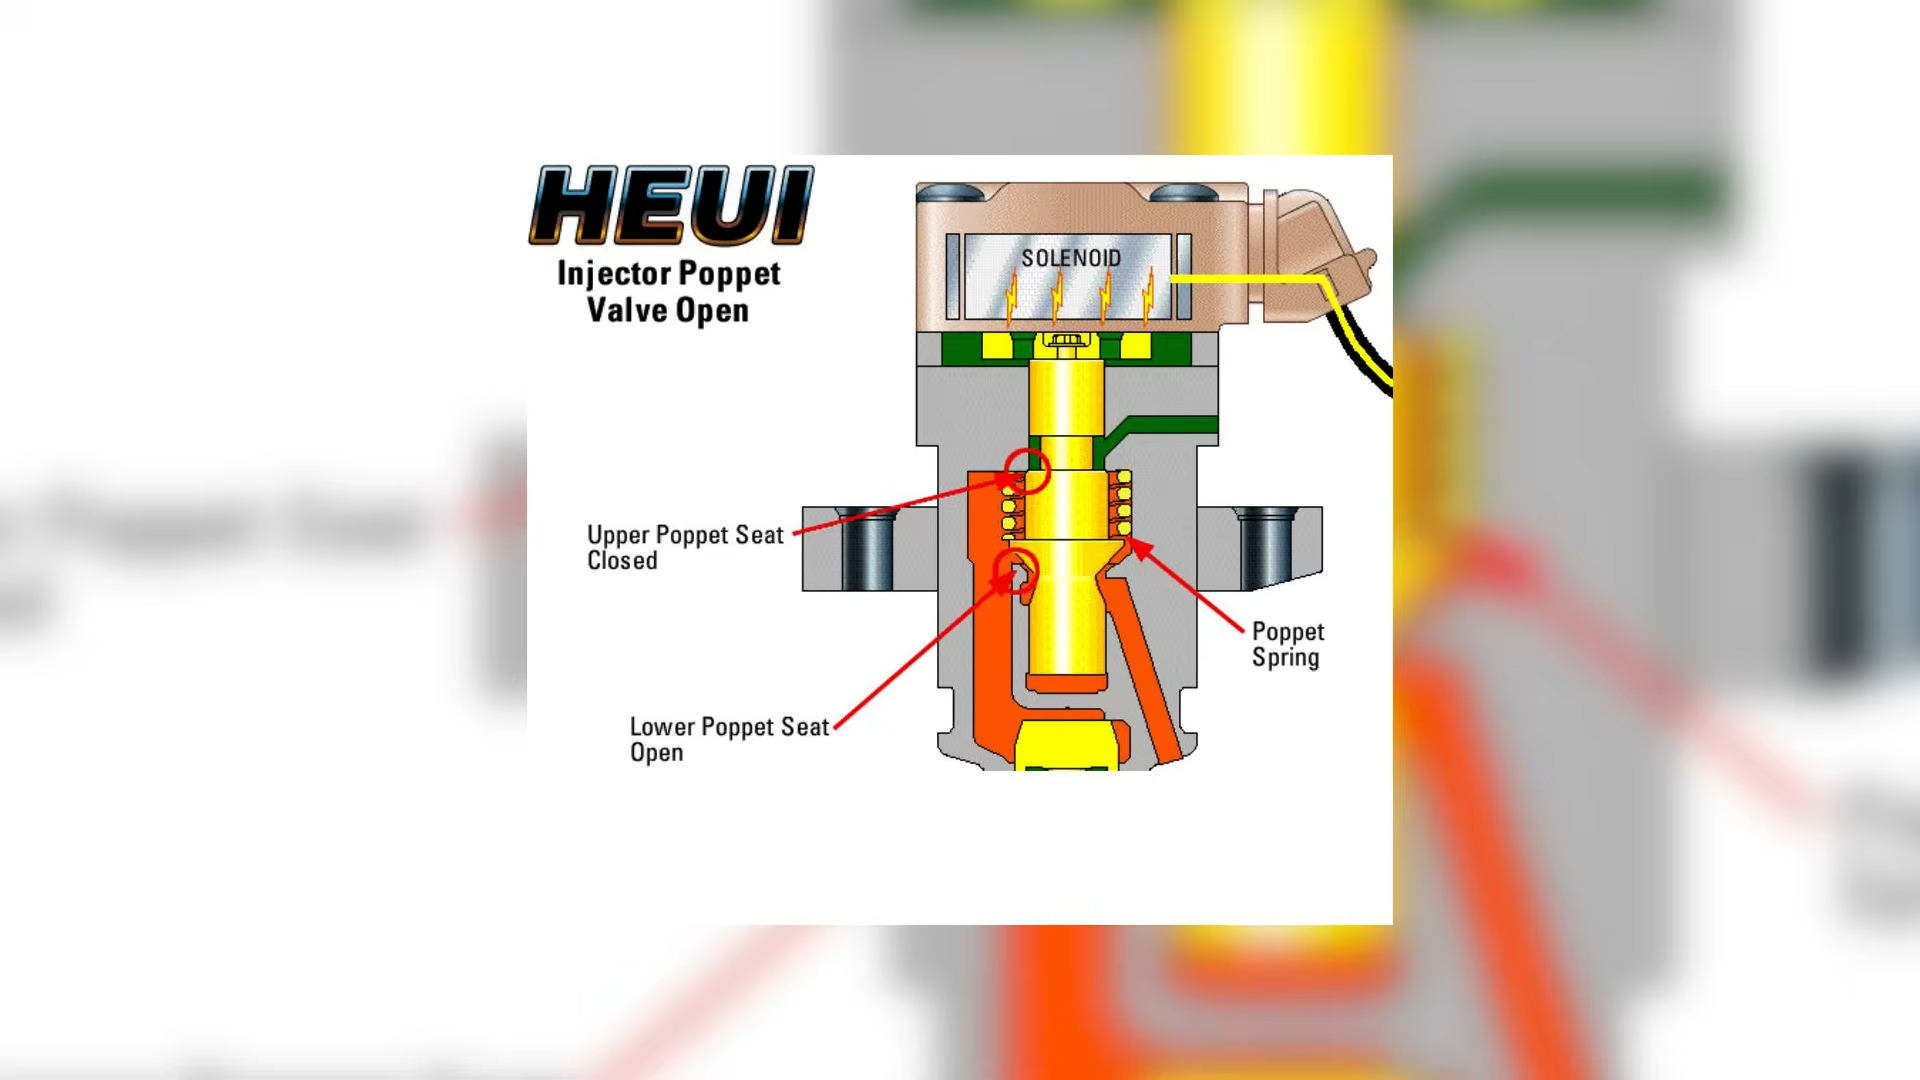 HEUI
Injector Poppet
Valve Open
SOLENOID
Upper Poppet Seat
Closed
Poppet
Spring
Lower Poppet Seat
Open